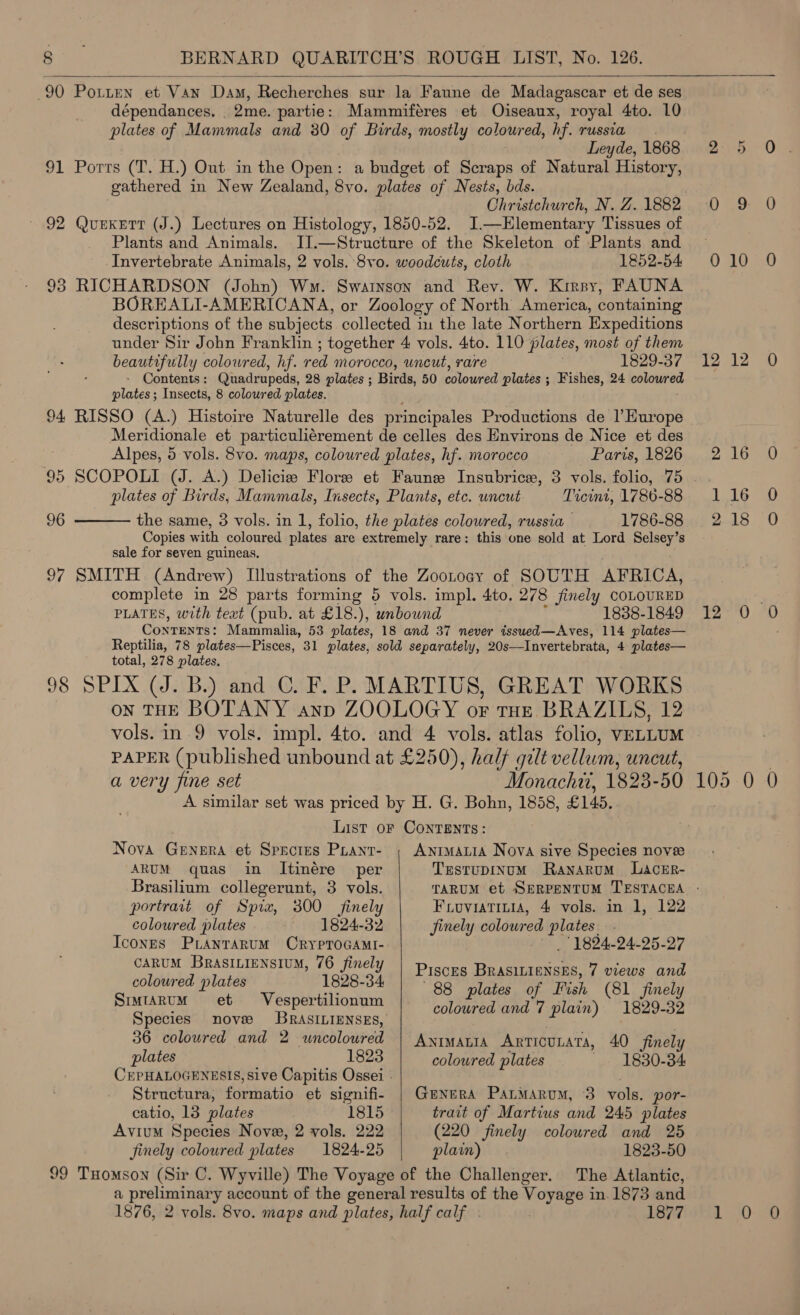 8 BERNARD QUARITCH'S ROUGH LIST, No. 126.
90 POLLEN et VAN DAM, Recherches sur la Faune de Madagascar et de ses
dépendances. 2me. partie: Mammiféres et Oiseaux, royal 4to. 10
plates of Mammals and 30 of Birds, mostly coloured, hf. russia
Leyde, 1868 2 5 0
91 POTTS (T. H.) Out in the Open: a budget of Scraps of Natural History,
gathered in New Zealand, 8vo. plates of Nests, bds.
Christchurch, N. Z. 1882 0 9 0
92 QUEKETT (J.) Lectures on Histology, 1850-52. I.—Elementary Tissues of
Plants and Animals. II.—Structure of the Skeleton of Plants and
Invertebrate Animals, 2 vols. 8vo. woodcuts, cloth 1852-54 0 10 0
93 RICHARDSON (John) WM. SWAINSON and Rev. W. KIRBY, FAUNA
BOREALI-AMERICANA, or Zoology of North America, containing
descriptions of the subjects collected in the late Northern Expeditions
under Sir John Franklin; together 4 vols. 4to. 110 plates, most of them
beautifully coloured, hf. red morocco, uncut, rare 1829-37 12 12 0
Contents: Quadrupeds, 28 plates; Birds, 50 coloured plates; Fishes, 24 coloured
plates; Insects, 8 coloured plates.
94 RISSO (A.) Histoire Naturelle des principales Productions de l'Europe
Meridionale et particuliérement de celles des Environs de Nice et des
Alpes, 5 vols. 8vo. maps, coloured plates, hf. morocco Paris, 1826 2 16 0
95 SCOPOLI (J. A.) Deliciæ Floræ et Faunæ Insubricæ, 3 vols. folio, 75
plates of Birds, Mammals, Insects, Plants, etc. uncut Ticini, 1786-88 1 16 0
96 ——— the same, 3 vols. in 1, folio, the plates coloured, russia 1786-88 2 18 0
Copies with coloured plates are extremely rare: this one sold at Lord Selsey's
sale for seven guineas.
97 SMITH (Andrew) Illustrations of the ZOOLOGY of SOUTH AFRICA,
complete in 28 parts forming 5 vols. impl. 4to. 278 finely COLOURED
PLATES, with text (pub. at £18.), unbound 1838-1849 12 0 0
CONTENTS: Mammalia, 53 plates, 18 and 37 never issued—Aves, 114 plates—
Reptilia, 78 plates—Pisces, 31 plates, sold separately, 20s—Invertebrata, 4 plates—
total, 278 plates.
98 SPIX (J. B.) and C. F. P. MARTIUS, GREAT WORKS
ON THE BOTANY AND ZOOLOGY OF THE BRAZILS, 12
vols. in 9 vols. impl. 4to. and 4 vols. atlas folio, VELLUM
PAPER (published unbound at £250), half gilt vellum, uncut,
a very fine set Monachii, 1823-50 105 0 0
A similar set was priced by H. G. Bohn, 1858, £145.
LIST OF CONTENTS:
NOVA GENERA et SPECIES PLANT-
ARUM quas in Itinére per
Brasilium collegerunt, 3 vols.
portrait of Spix, 300 finely
coloured plates 1824-32
ICONES PLANTARUM CRYPTOGAMI-
CARUM BRASILIENSIUM, 76 finely
coloured plates 1828-34
SIMIARUM et Vespertilionum
Species novæ BRASILIENSES,
36 coloured and 2 uncoloured
plates 1823
CEPHALOGENESIS, sive Capitis Ossei
Structura, formatio et signifi-
catio, 13 plates 1815
AVIUM Species Novæ, 2 vols. 222
finely coloured plates 1824-25
ANIMALIA NOVA sive Species novæ
TESTUDINUM RANARUM LACER-
TARUM et SERPENTUM TESTACEA
FLUVIATILIA, 4 vols. in 1, 122
finely coloured plates
1824-24-25-27
PISCES BRASILIENSES, 7 views and
88 plates of Fish (81 finely
coloured and 7 plain) 1829-32
ANIMALIA ARTICULATA, 40 finely
coloured plates 1830-34
GENERA PALMARUM, 3 vols. por-
trait of Martius and 245 plates
(220 finely coloured and 25
plain) 1823-50
99 THOMSON (Sir C. Wyville) The Voyage of the Challenger. The Atlantic,
a preliminary account of the general results of the Voyage in 1873 and
1876, 2 vols. 8vo. maps and plates, half calf 1877 1 0 0